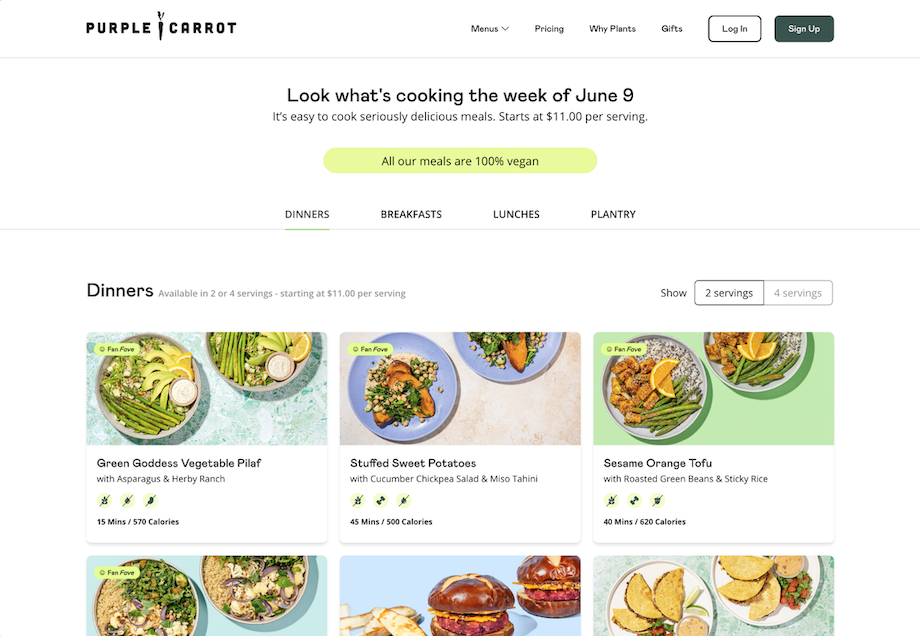 PURPLE CARROT
Menus Pricing Why Plants Gifts Log In Sign Up
Look what's cooking the week of June 9
It's easy to cook seriously delicious meals. Starts at $11.00 per serving.
All our meals are 100% vegan
DINNERS BREAKFASTS LUNCHES PANTRY
Dinners Available in 2 or 4 servings - starting at $11.00 per serving
Show 2 servings 4 servings
Fan Fave
Fan Fave
Fan Fave
Green Goddess Vegetable Pilaf
with Asparagus & Herby Ranch
15 Mins / 570 Calories
Stuffed Sweet Potatoes
with Cucumber Chickpea Salad & Miso Tahini
45 Mins / 500 Calories
Sesame Orange Tofu
with Roasted Green Beans & Sticky Rice
40 Mins / 620 Calories
Fan Fave